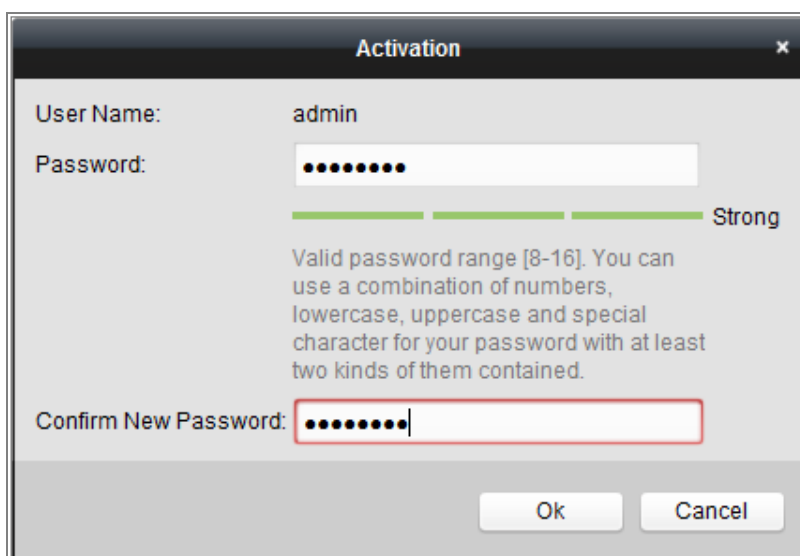 Activation
×
User Name: admin
Password: ••••••••
Strong
Valid password range [8-16]. You can
use a combination of numbers,
lowercase, uppercase and special
character for your password with at least
two kinds of them contained.
Confirm New Password: ••••••••
Ok Cancel